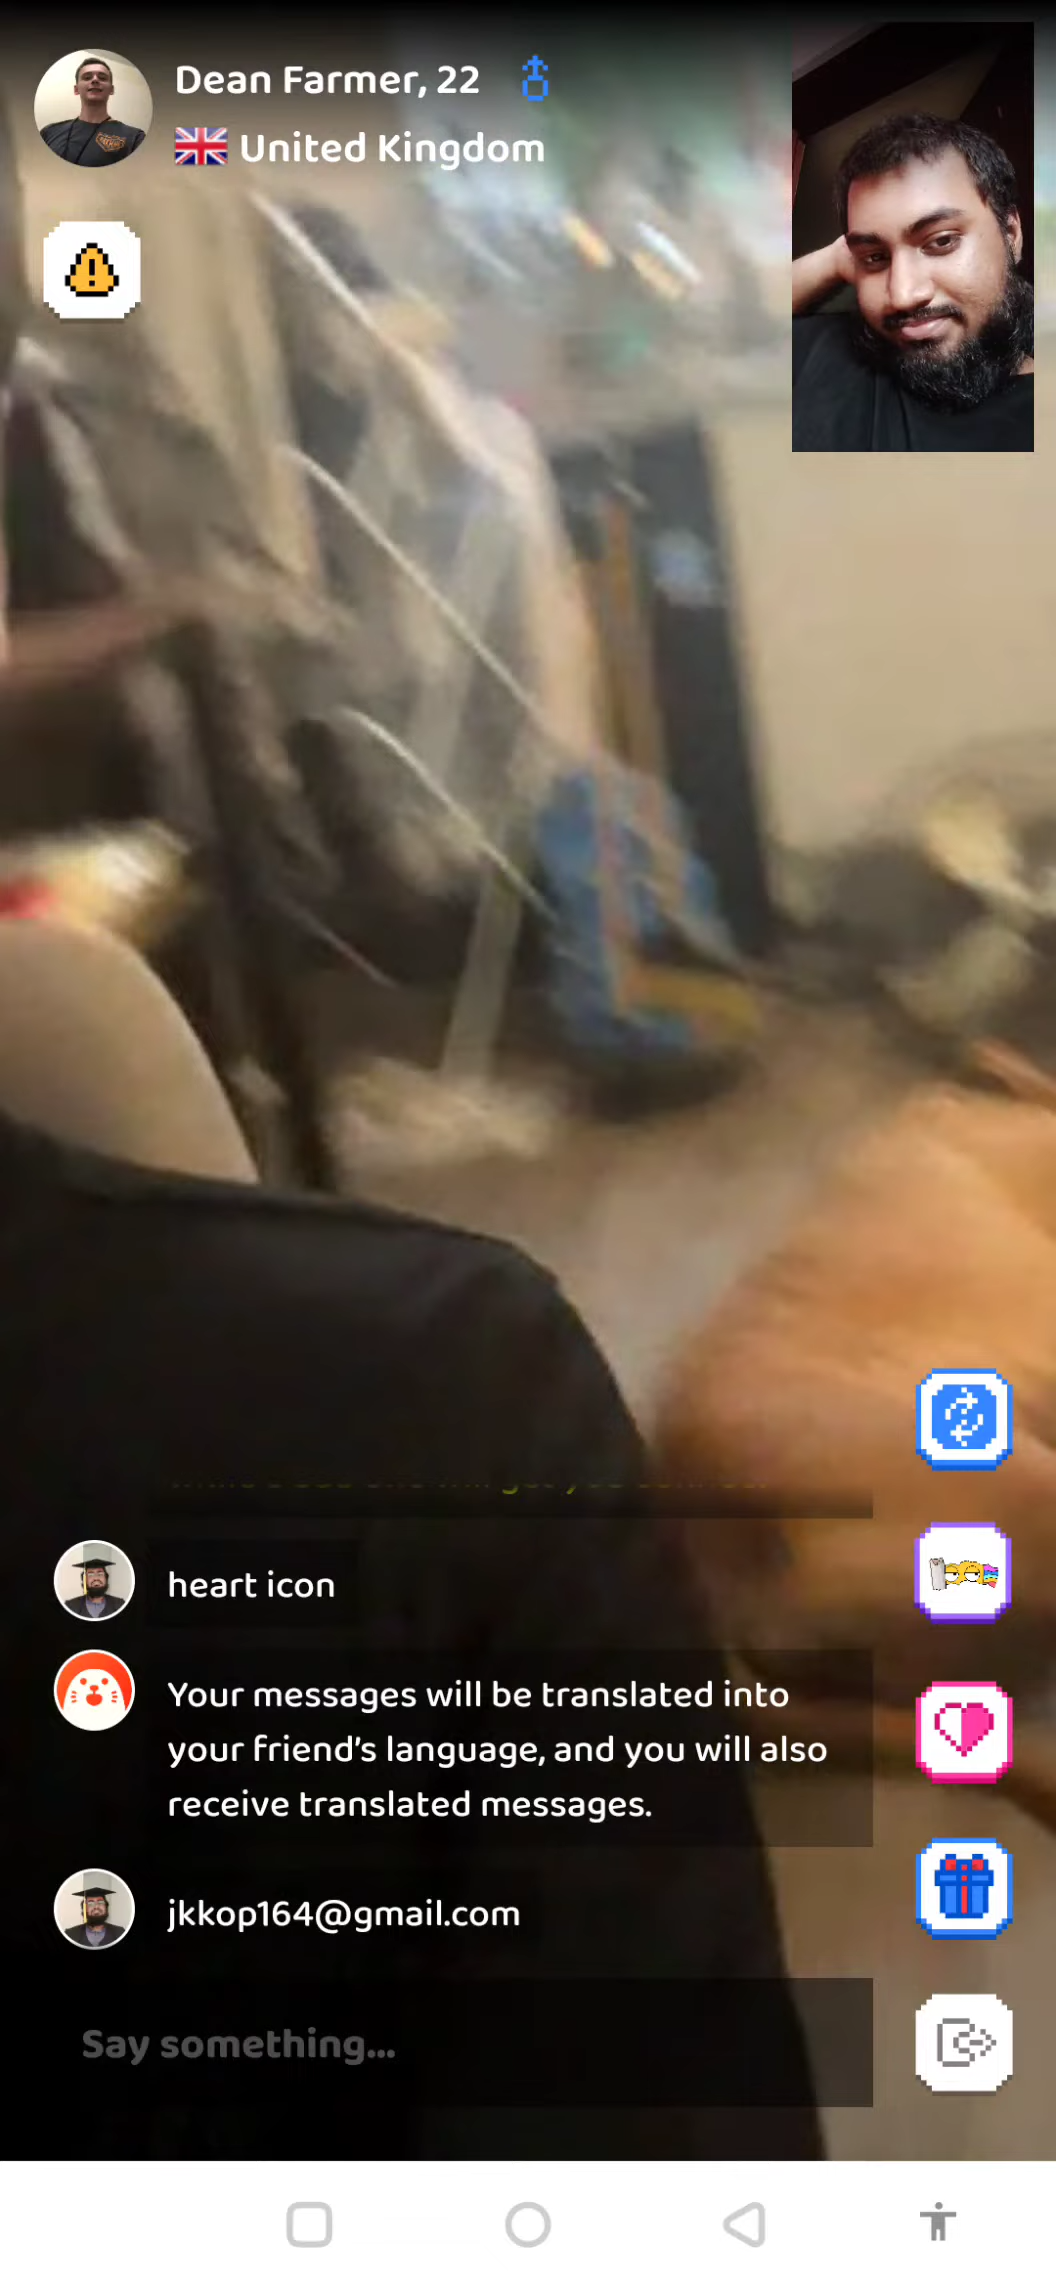 Dean Farmer, 22
🇬🇧 United Kingdom
heart icon
Your messages will be translated into
your friend's language, and you will also
receive translated messages.
jkkop164@gmail.com
Say something...